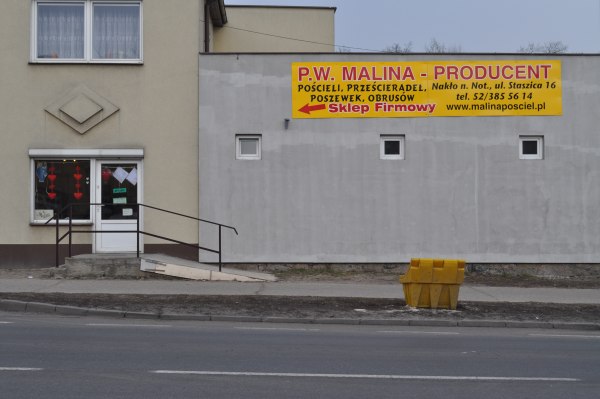 P.W. MALINA - PRODUCENT
POŚCIELI, PRZEŚCIERADEŁ,
POSZEWEK, OBRUSÓW
Sklep Firmowy
Nakło n. Not., ul. Staszica 16
tel. 52/385 56 14
www.malinaposciel.pl